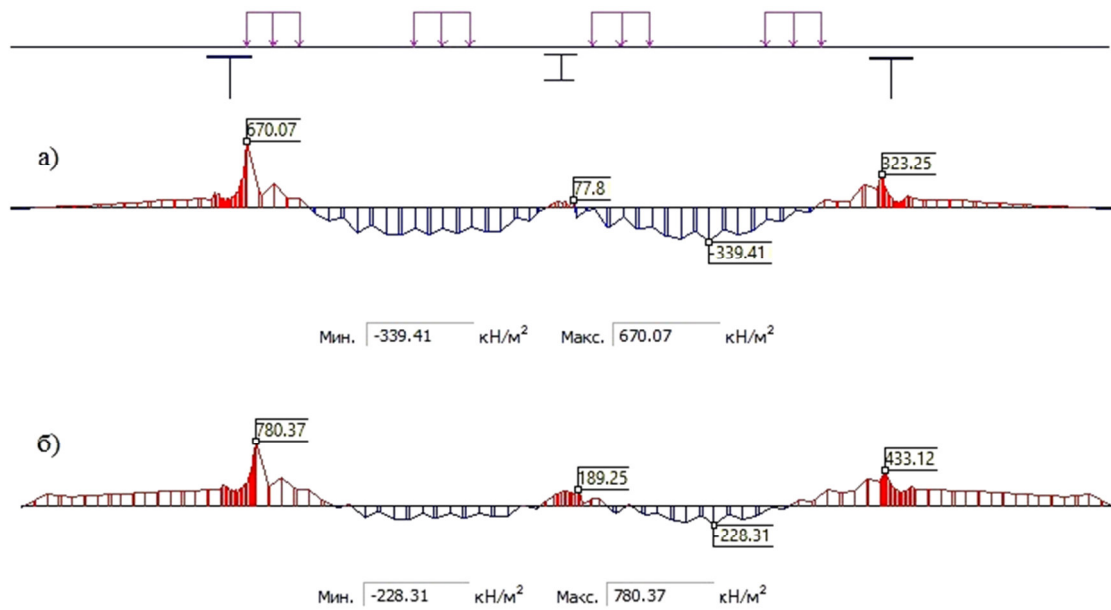 670.07
а)
323.25
77.8
-339.41
Мин. -339.41 кН/м² Макс. 670.07 кН/м²
780.37
б)
433.12
189.25
-228.31
Мин. -228.31 кН/м² Макс. 780.37 кН/м²